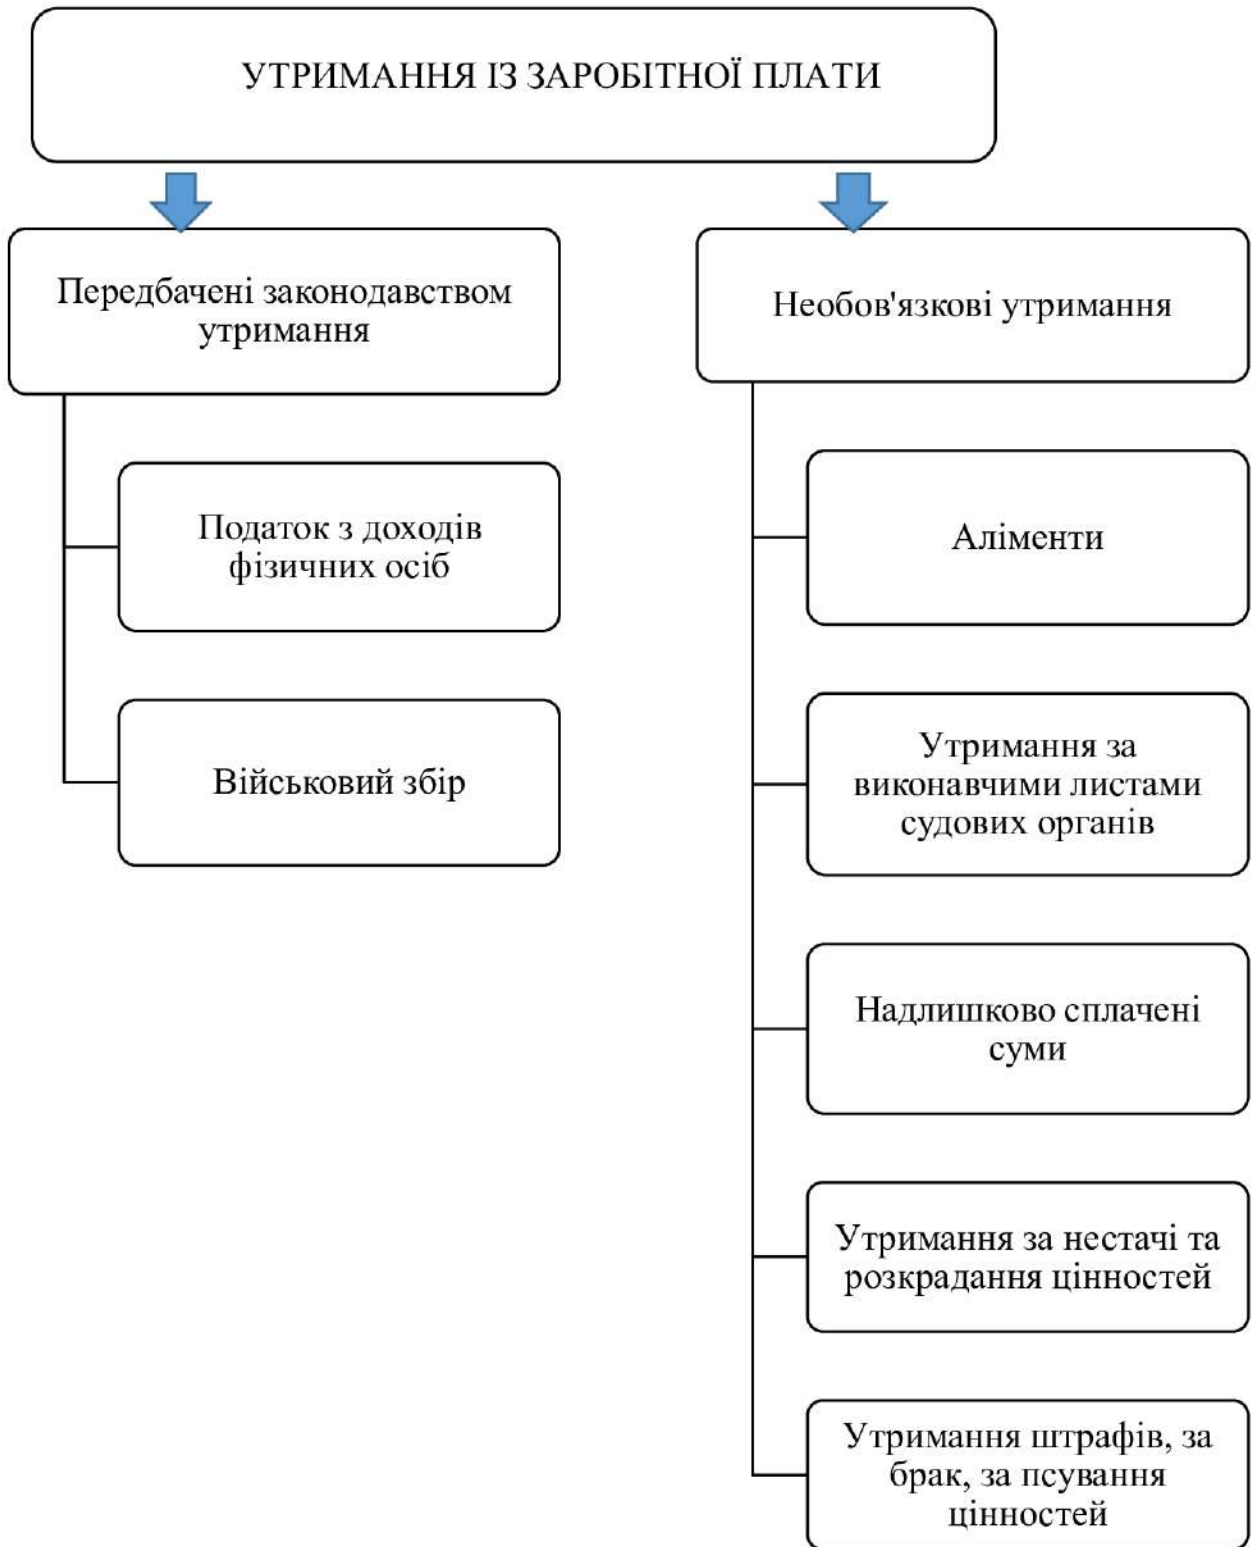 УТРИМАННЯ ІЗ ЗАРОБІТНОЇ ПЛАТИ
Передбачені законодавством
утримання
Податок з доходів
фізичних осіб
Військовий збір
Необов'язкові утримання
Аліменти
Утримання за
виконавчими листами
судових органів
Надлишково сплачені
суми
Утримання за нестачі та
розкрадання цінностей
Утримання штрафів, за
брак, за псування
цінностей